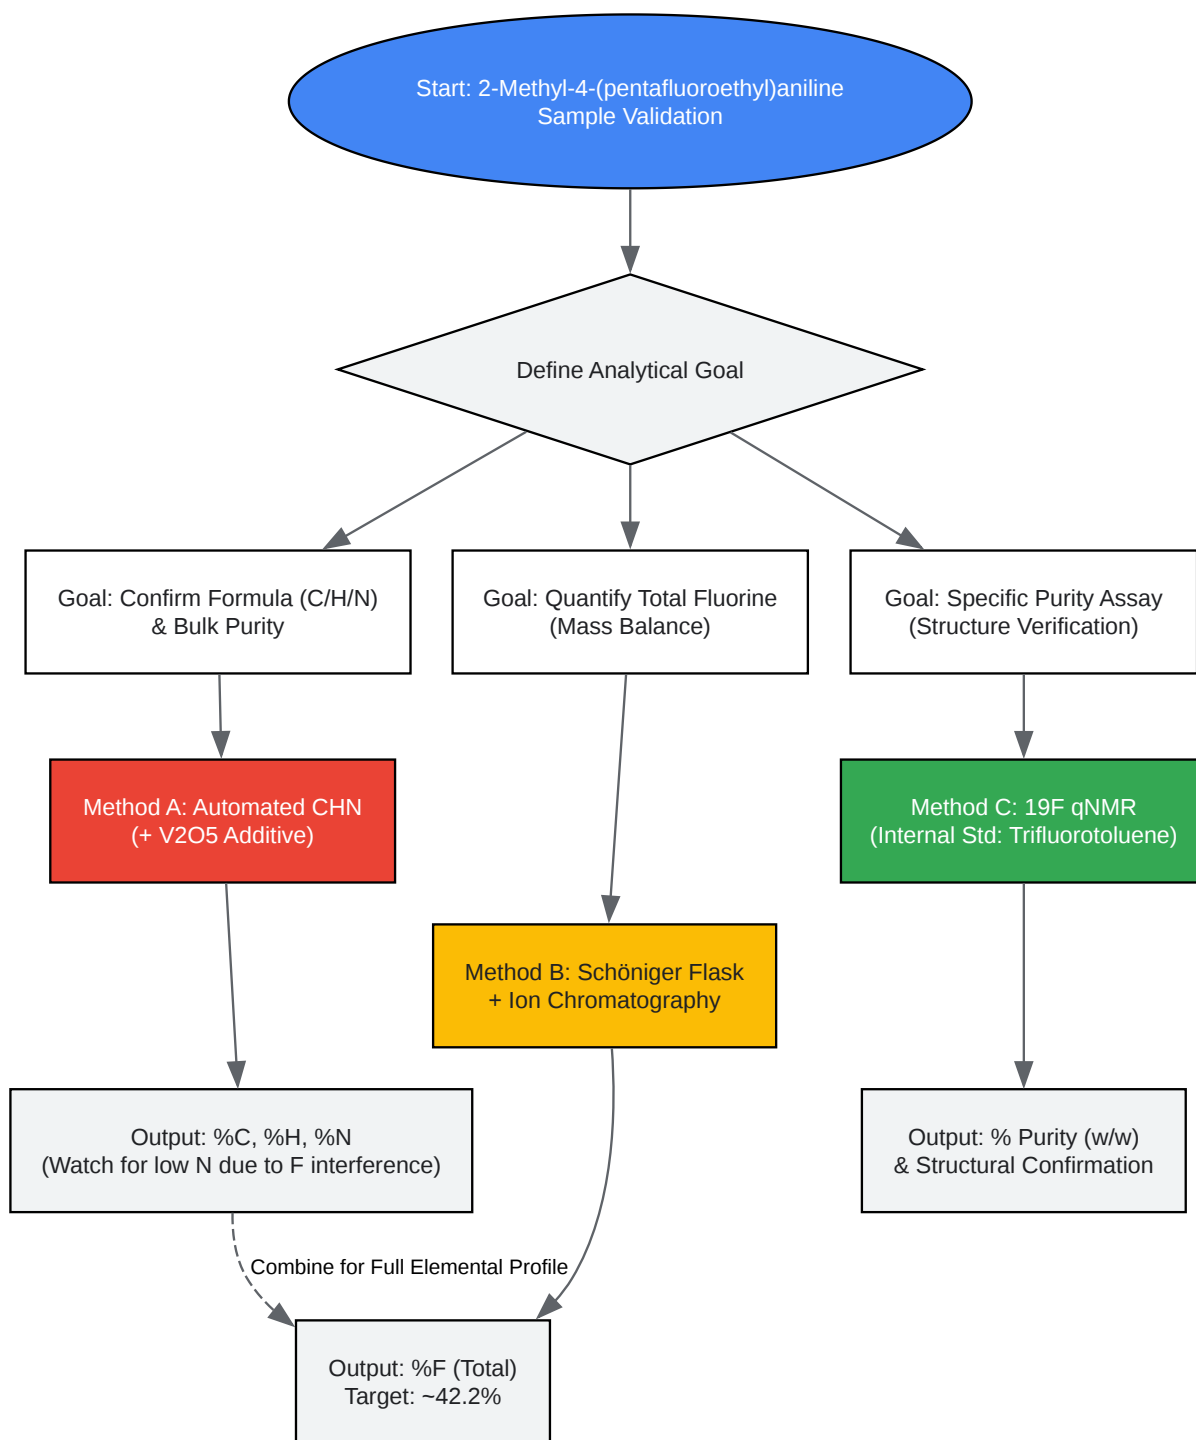 Start: 2-Methyl-4-(pentafluoroethyl)aniline
Sample Validation
Define Analytical Goal
Goal: Confirm Formula (C/H/N)
& Bulk Purity
Goal: Quantify Total Fluorine
(Mass Balance)
Goal: Specific Purity Assay
(Structure Verification)
Method A: Automated CHN
(+ V2O5 Additive)
Method C: 19F qNMR
(Internal Std: Trifluorotoluene)
Method B: Schöniger Flask
+ Ion Chromatography
Output: %C, %H, %N
(Watch for low N due to F interference)
Output: % Purity (w/w)
& Structural Confirmation
Combine for Full Elemental Profile
Output: %F (Total)
Target: ~42.2%